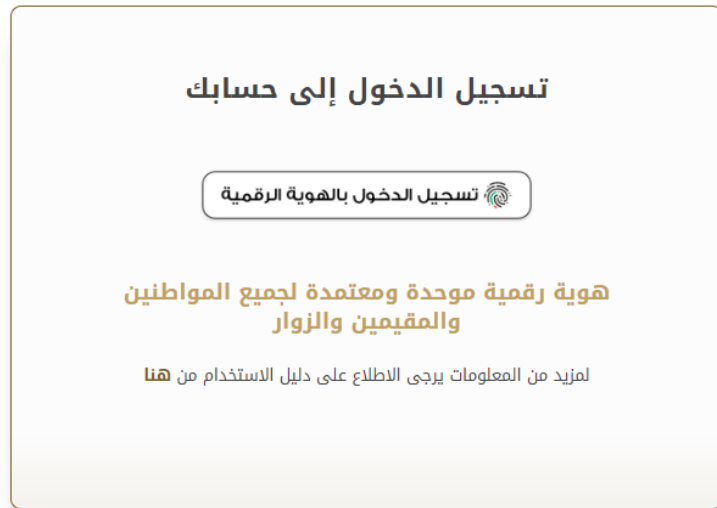 تسجيل الدخول إلى حسابك
تسجيل الدخول بالهوية الرقمية
هوية رقمية موحدة ومعتمدة لجميع المواطنين
والمقيمين والزوار
لمزيد من المعلومات يرجى الاطلاع على دليل الاستخدام من هنا